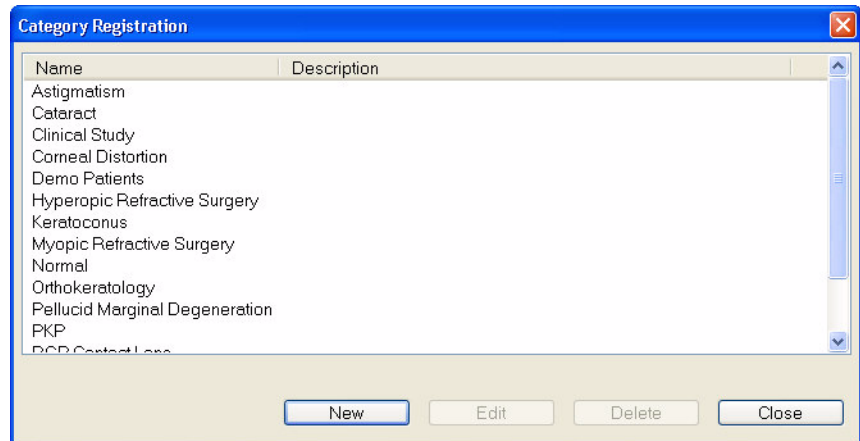 Category Registration
Name Description
Astigmatism
Cataract
Clinical Study
Corneal Distortion
Demo Patients
Hyperopic Refractive Surgery
Keratoconus
Myopic Refractive Surgery
Normal
Orthokeratology
Pellucid Marginal Degeneration
PKP
Contact
New Edit Delete Close